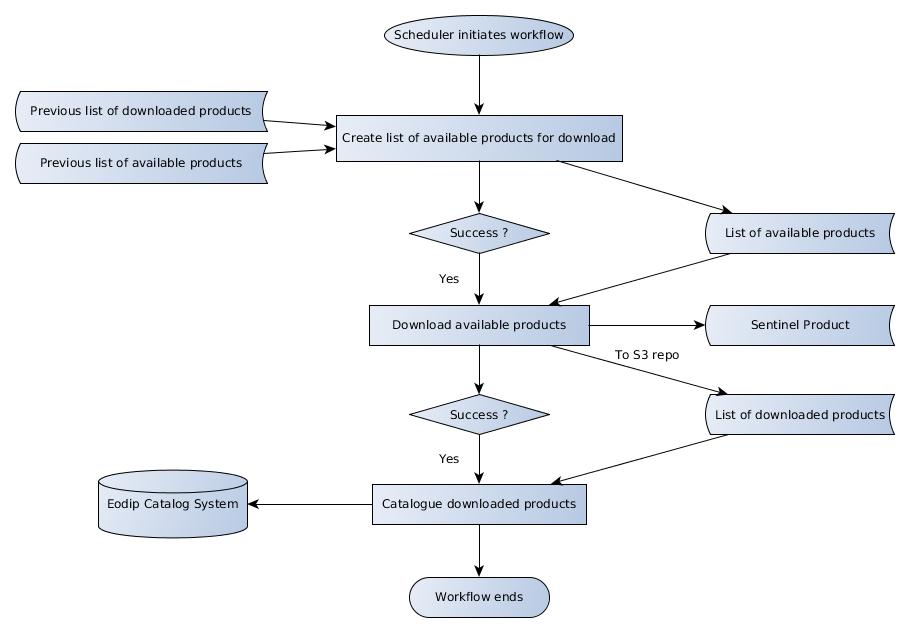 Scheduler initiates workflow
Previous list of downloaded products
Create list of available products for download
Previous list of available products
Success ?
List of available products
Yes
Download available products
Sentinel Product
To S3 repo
Success ?
List of downloaded products
Yes
Eodip Catalog System
Catalogue downloaded products
Workflow ends